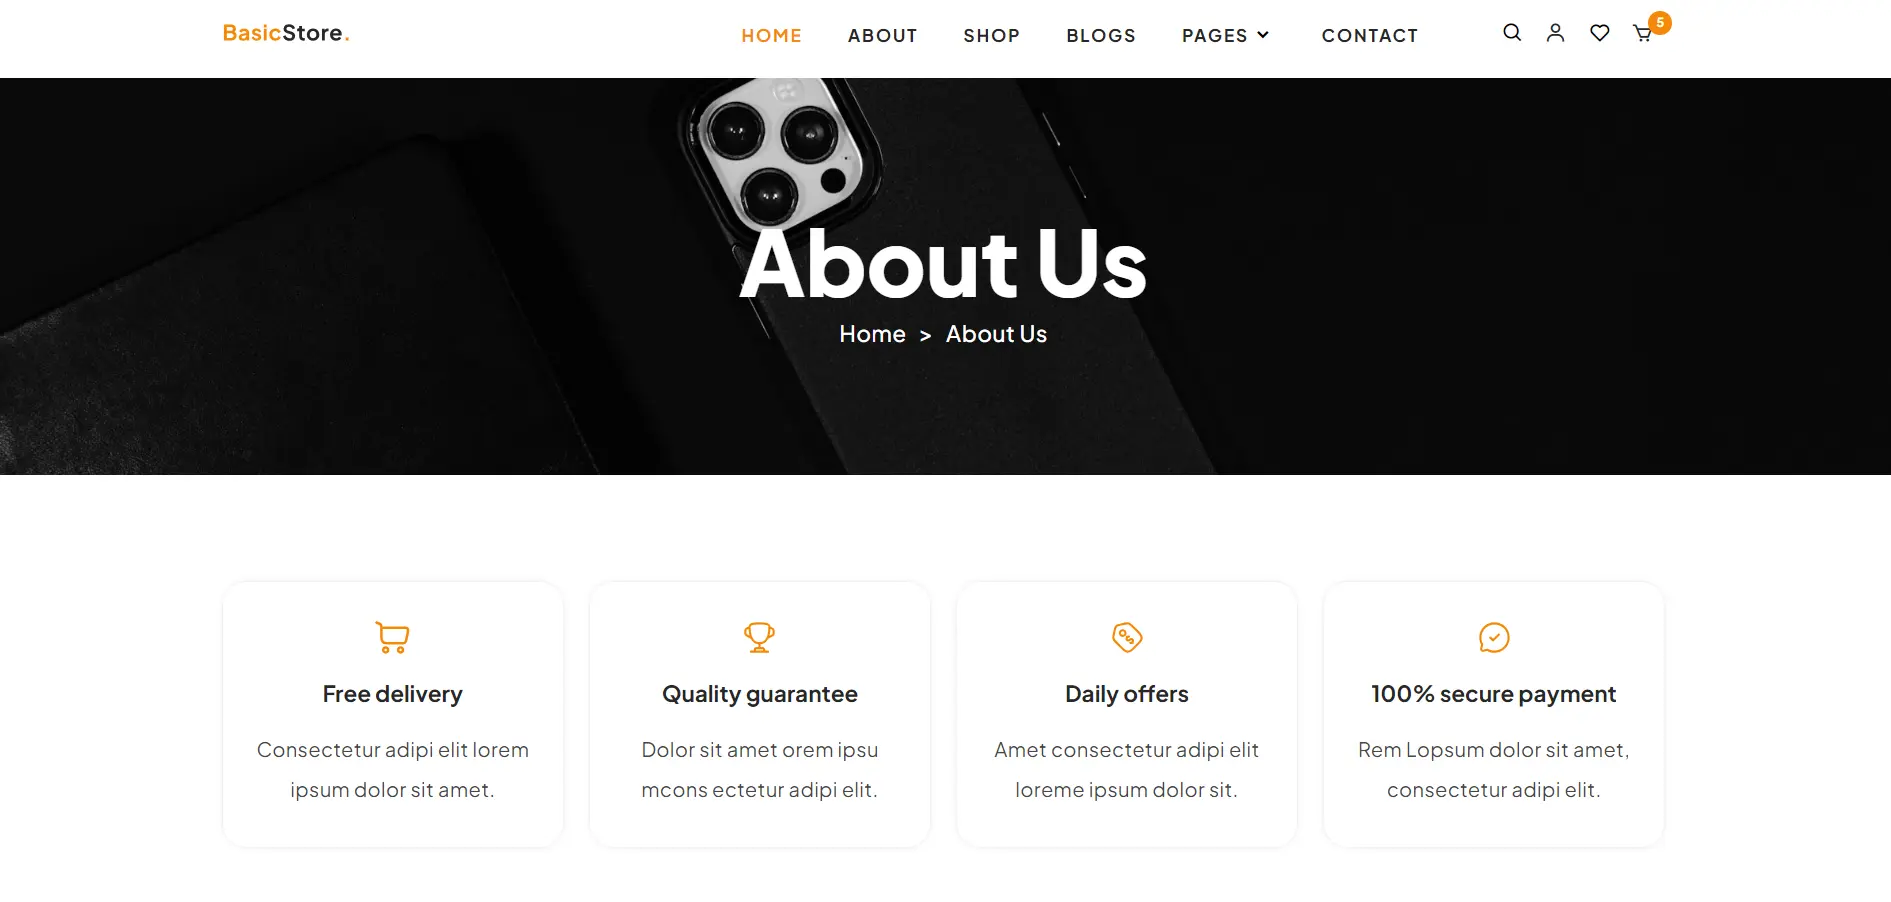 BasicStore.
HOME ABOUT SHOP BLOGS PAGES CONTACT
5
About Us
Home > About Us
Free delivery
Consectetur adipi elit lorem
ipsum dolor sit amet.
Quality guarantee
Dolor sit amet orem ipsu
mcons ectetur adipi elit.
Daily offers
Amet consectetur adipi elit
loreme ipsum dolor sit.
100% secure payment
Rem Lopsum dolor sit amet,
consectetur adipi elit.